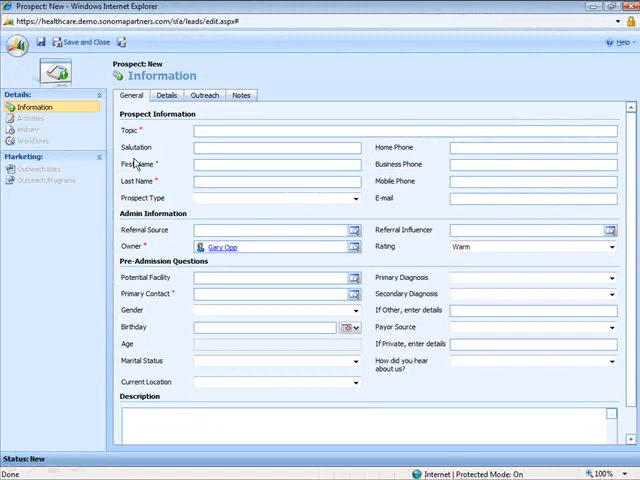 Prospect: New - Windows Internet Explorer
https://healthcare.demo.sonomapartners.com/sfa/leads/edit.aspx#
Save and Close
Help
Prospect: New
Information
Details:
Information
Activities
History
Workflows
Marketing:
Outreach Lists
Outreach Programs
General Details Outreach Notes
Prospect Information
Topic *
Salutation Home Phone
First Name * Business Phone
Last Name * Mobile Phone
Prospect Type E-mail
Admin Information
Referral Source Referral Influencer
Owner * Gary Opp Rating Warm
Pre-Admission Questions
Potential Facility Primary Diagnosis
Primary Contact * Secondary Diagnosis
Gender If Other, enter details
Birthday Payor Source
Age If Private, enter details
Marital Status How did you hear
about us?
Current Location
Description
Status: New
Done Internet | Protected Mode: On 100%